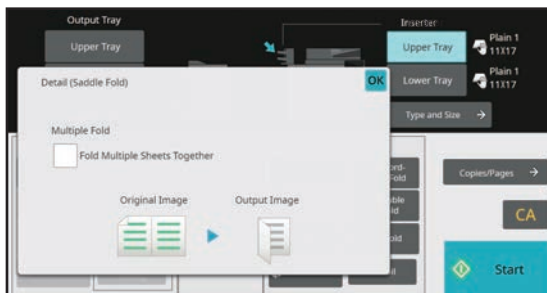 Output Tray
Upper Tray
Inserter
Upper Tray
Plain 1
11X17
Lower Tray
Plain 1
11X17
Type and Size
Detail (Saddle Fold)
OK
Multiple Fold
Fold Multiple Sheets Together
Original Image
Output Image
Copies/Pages
CA
Start